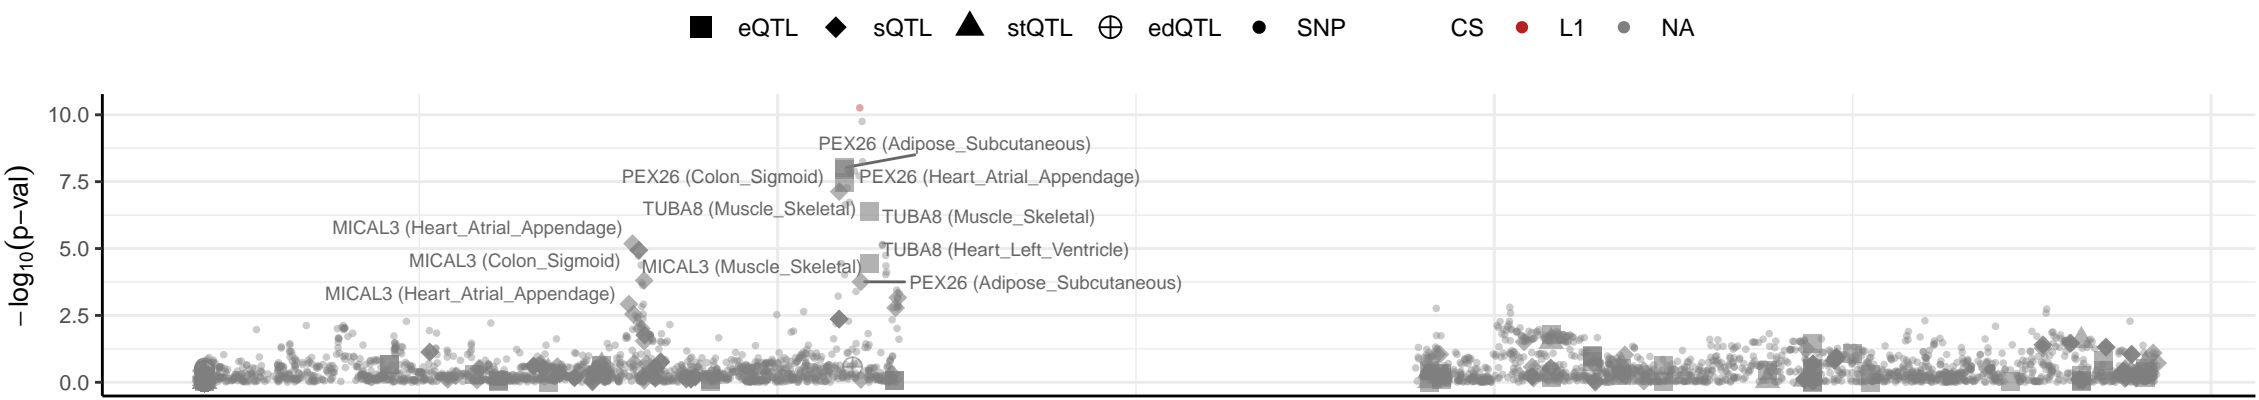 eQTL sQTL stQTL edQTL SNP CS L1 NA
10.0
7.5
5.0
2.5
0.0
−log10(p−val)
PEX26 (Adipose_Subcutaneous)
PEX26 (Colon_Sigmoid)
PEX26 (Heart_Atrial_Appendage)
TUBA8 (Muscle_Skeletal)
TUBA8 (Muscle_Skeletal)
MICAL3 (Heart_Atrial_Appendage)
TUBA8 (Heart_Left_Ventricle)
MICAL3 (Colon_Sigmoid)
MICAL3 (Muscle_Skeletal)
PEX26 (Adipose_Subcutaneous)
MICAL3 (Heart_Atrial_Appendage)